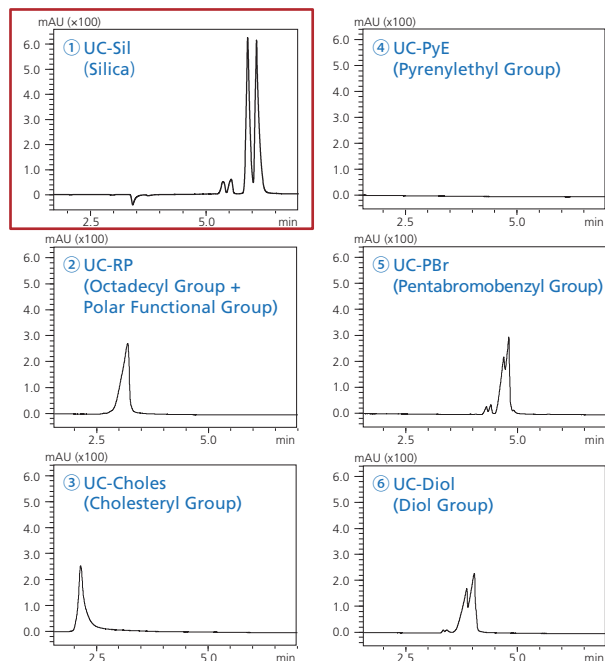 mAU (×100)
① UC-Sil
(Silica)
6.0
5.0
4.0
3.0
2.0
1.0
0
2.5
5.0
min
mAU (x100)
② UC-RP
(Octadecyl Group +
Polar Functional Group)
6.0
5.0
4.0
3.0
2.0
1.0
0.0
2.5
5.0
min
mAU (x100)
③ UC-Choles
(Cholesteryl Group)
6.0
5.0
4.0
3.0
2.0
1.0
0.0
2.5
5.0
min
mAU (x100)
④ UC-PyE
(Pyrenylethyl Group)
6.0
5.0
4.0
3.0
2.0
1.0
0.0
2.5
5.0
min
mAU (x100)
⑤ UC-PBr
(Pentabromobenzyl Group)
6.0
5.0
4.0
3.0
2.0
1.0
0.0
2.5
5.0
min
mAU (x100)
⑥ UC-Diol
(Diol Group)
6.0
5.0
4.0
3.0
2.0
1.0
0.0
2.5
5.0
min